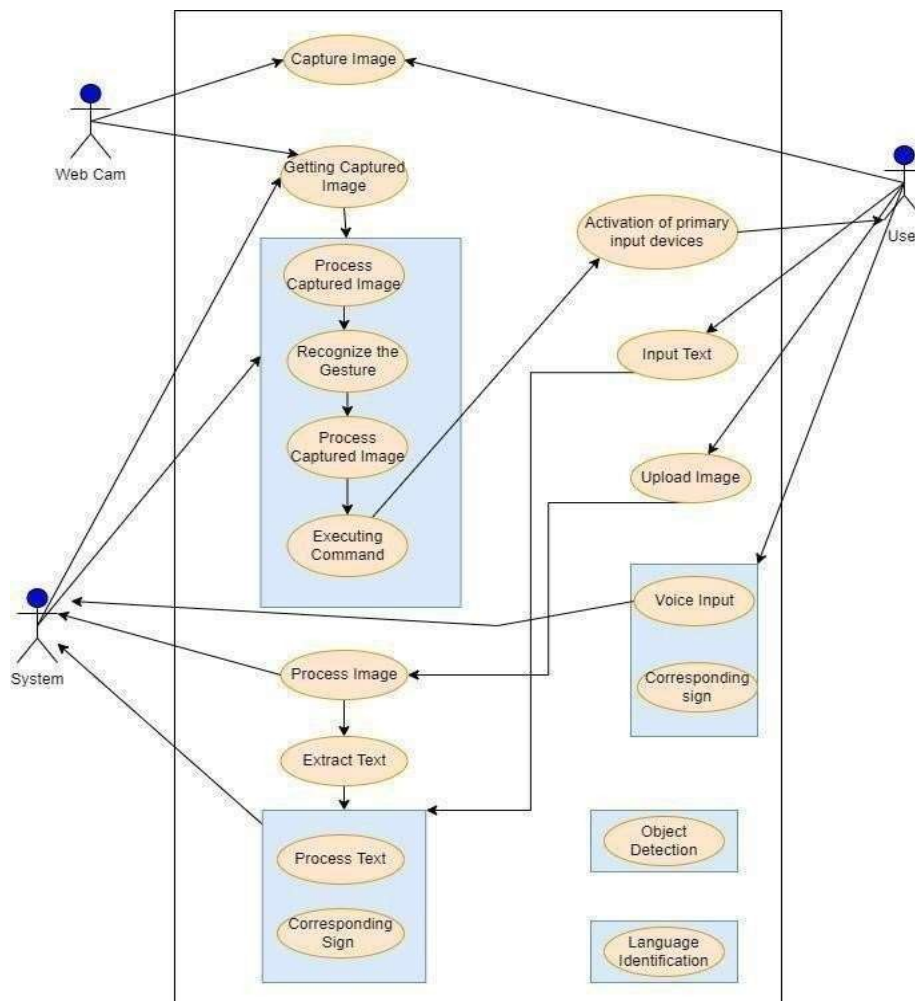 Capture Image
Web Cam
Getting Captured
Image
Activation of primary
input devices
Use
Process
Captured Image
Recognize the
Gesture
Input Text
Process
Captured Image
Upload Image
Executing
Command
Voice Input
System
Process Image
Corresponding
sign
Extract Text
Object
Detection
Process Text
Corresponding
Sign
Language
Identification